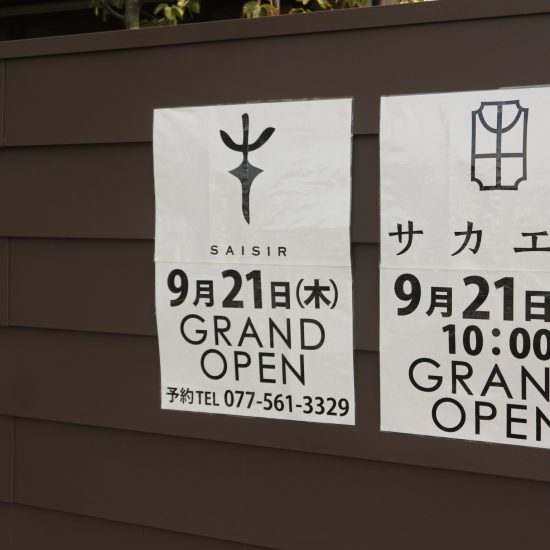 SAISIR
9月21日(木)
GRAND
OPEN
予約TEL 077-561-3329
サカエ
9月21日
10:00
GRAN
OPEN